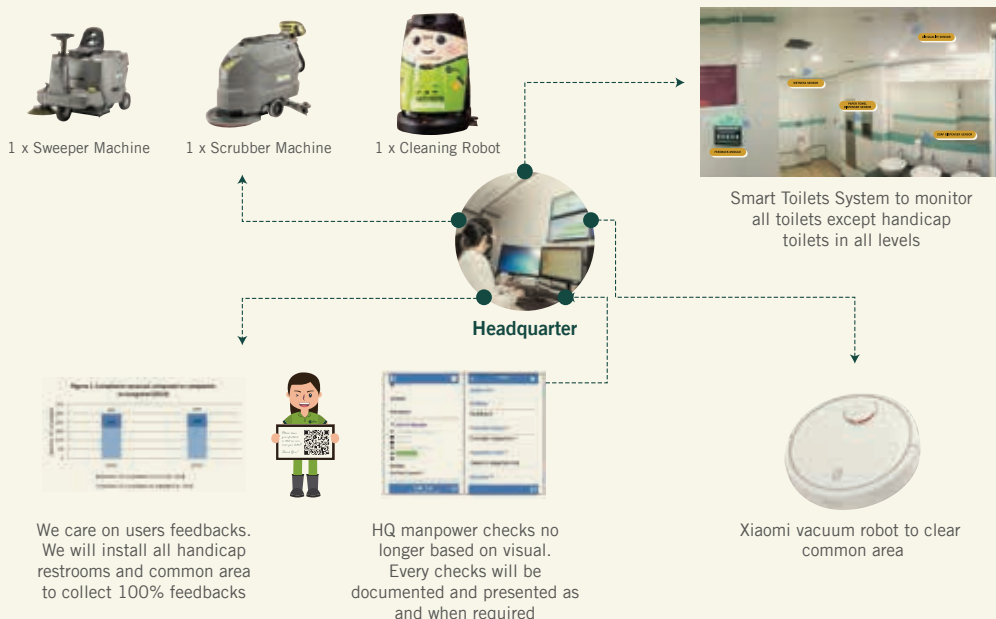 1 x Sweeper Machine
1 x Scrubber Machine
1 x Cleaning Robot
Smart Toilets System to monitor
all toilets except handicap
toilets in all levels
Headquarter
We care on users feedbacks.
We will install all handicap
restrooms and common area
to collect 100% feedbacks
HQ manpower checks no
longer based on visual.
Every checks will be
documented and presented as
and when required
Xiaomi vacuum robot to clear
common area